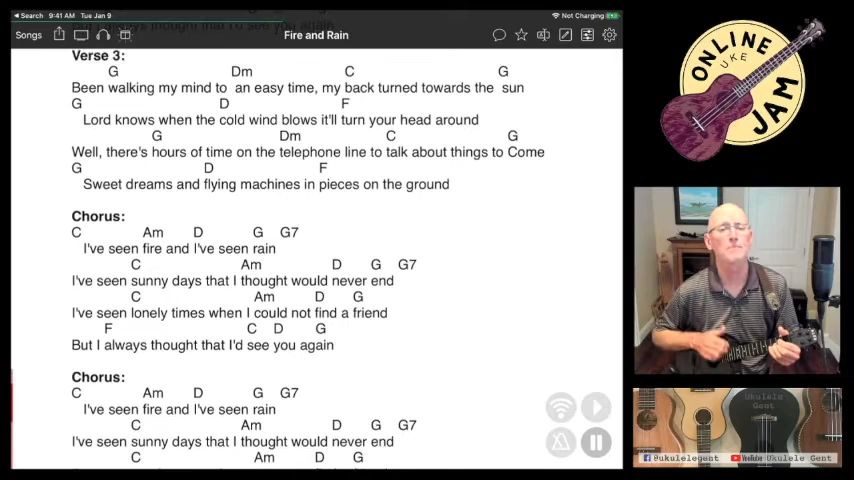 Search 9:41 AM Tue Jan 9 Not Charging
Songs Fire and Rain
Verse 3:
G Dm C G
Been walking my mind to an easy time, my back turned towards the sun
G D F
Lord knows when the cold wind blows it'll turn your head around
G Dm C G
Well, there's hours of time on the telephone line to talk about things to Come
G D F
Sweet dreams and flying machines in pieces on the ground
Chorus:
C Am D G G7
I've seen fire and I've seen rain
C Am D G G7
I've seen sunny days that I thought would never end
C Am D G
I've seen lonely times when I could not find a friend
F C D G
But I always thought that I'd see you again
Chorus:
C Am D G G7
I've seen fire and I've seen rain
C Am D G G7
I've seen sunny days that I thought would never end
C Am D G
ONLINE
UKE
JAM
Ukulele
Gent
@ukulelegent Ukulele Gent